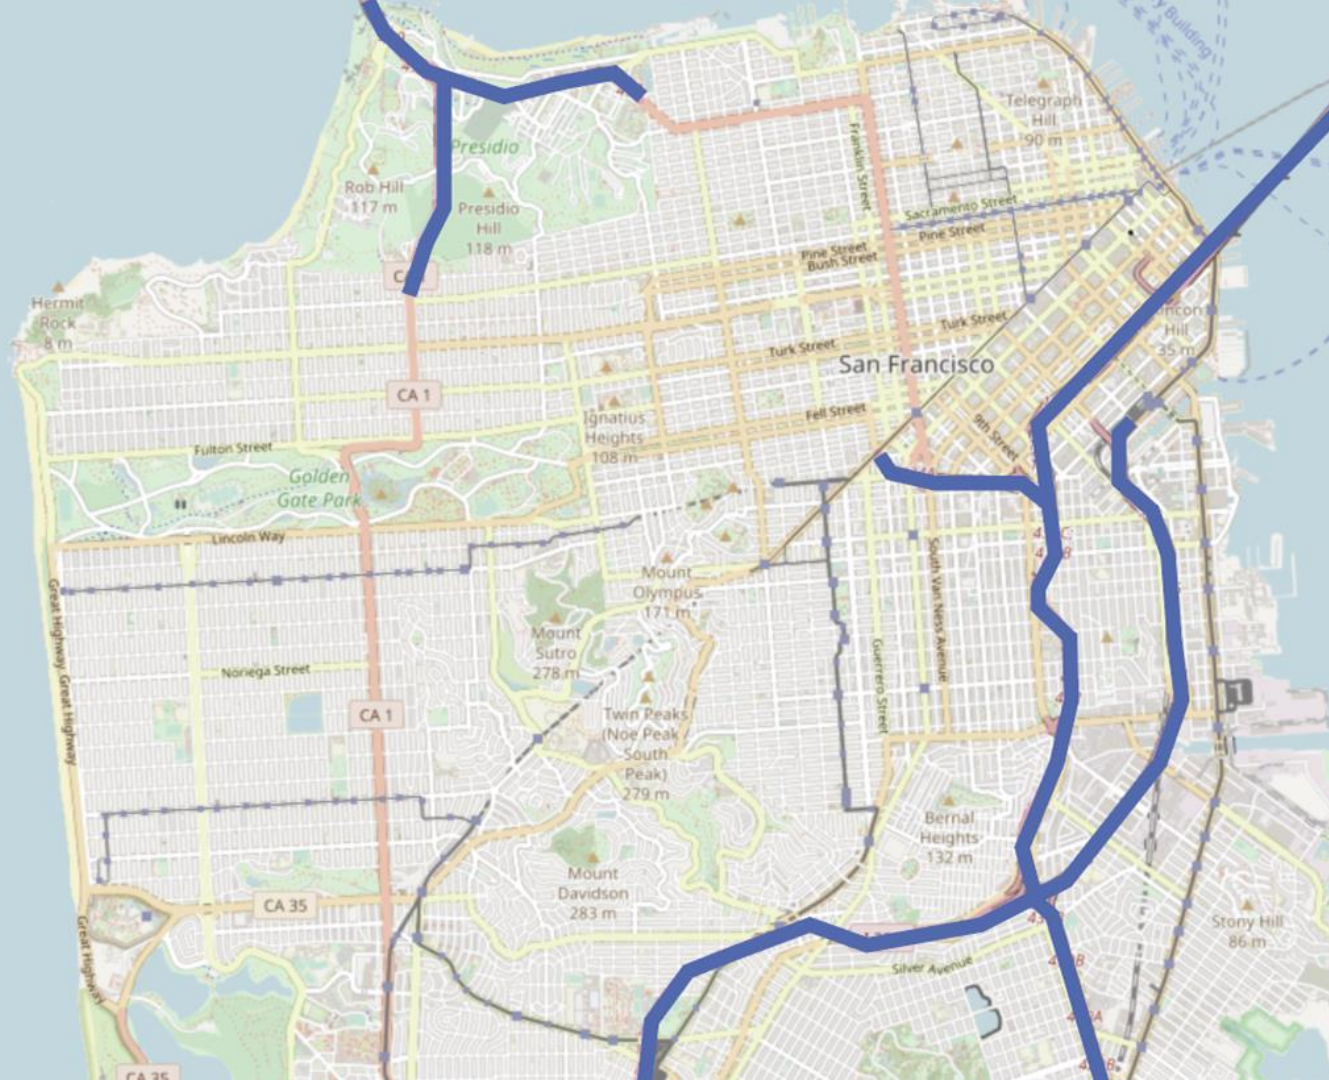 y Building
Telegraph
Hill
90 m
Presidio
Rob Hill
117 m
Presidio
Hill
118 m
Franklin Street
Sacramento Street
Pine Street
Pine Street
Bush Street
Hermit
Rock
8 m
Hill
35 m
Turk Street
Turk Street
San Francisco
CA 1
Ignatius
Heights
108 m
Fell Street
9th Street
Fulton Street
Golden
Gate Park
Lincoln Way
Mount
Olympus
171 m
Mount
Sutro
278 m
South Van Ness Avenue
Great Highway
Great Highway
Noriega Street
Guerrero Street
CA 1
Twin Peaks
(Noe Peak
South
Peak)
279 m
Bernal
Heights
132 m
Mount
Davidson
283 m
CA 35
Stony Hill
86 m
Great Highway
Silver Avenue
CA 35